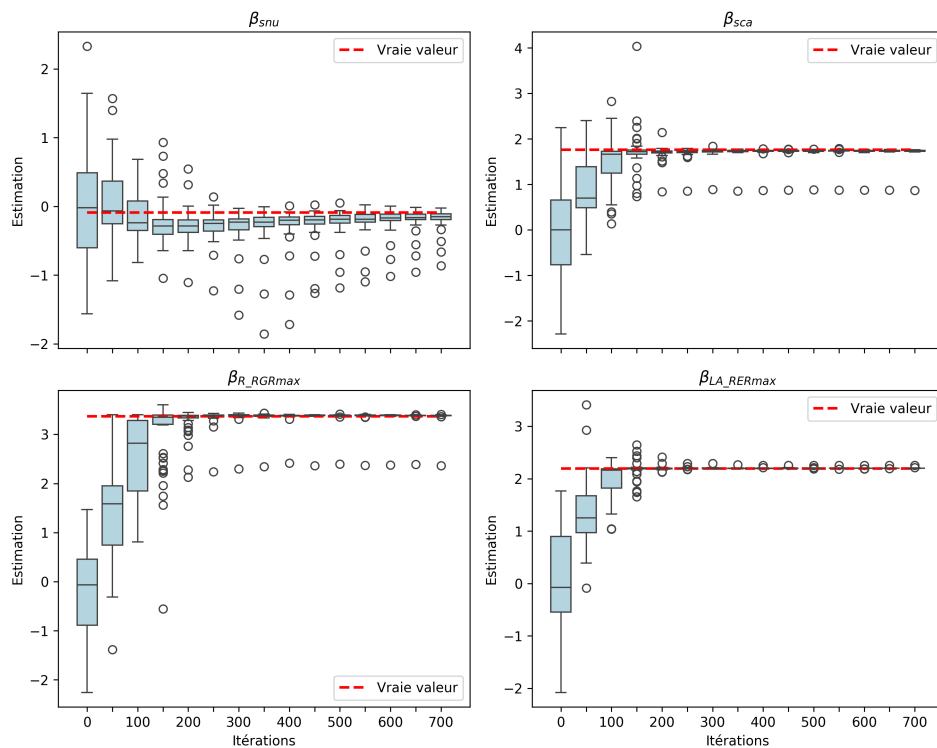 β_snu
β_sca
Estimation
2
1
0
−1
−2
Vraie valeur
Estimation
4
3
2
1
0
−1
−2
Vraie valeur
β_R_RGRmax
β_LA_RERmax
Estimation
3
2
1
0
−1
−2
Vraie valeur
0 100 200 300 400 500 600 700
Itérations
Estimation
3
2
1
0
−1
−2
Vraie valeur
0 100 200 300 400 500 600 700
Itérations